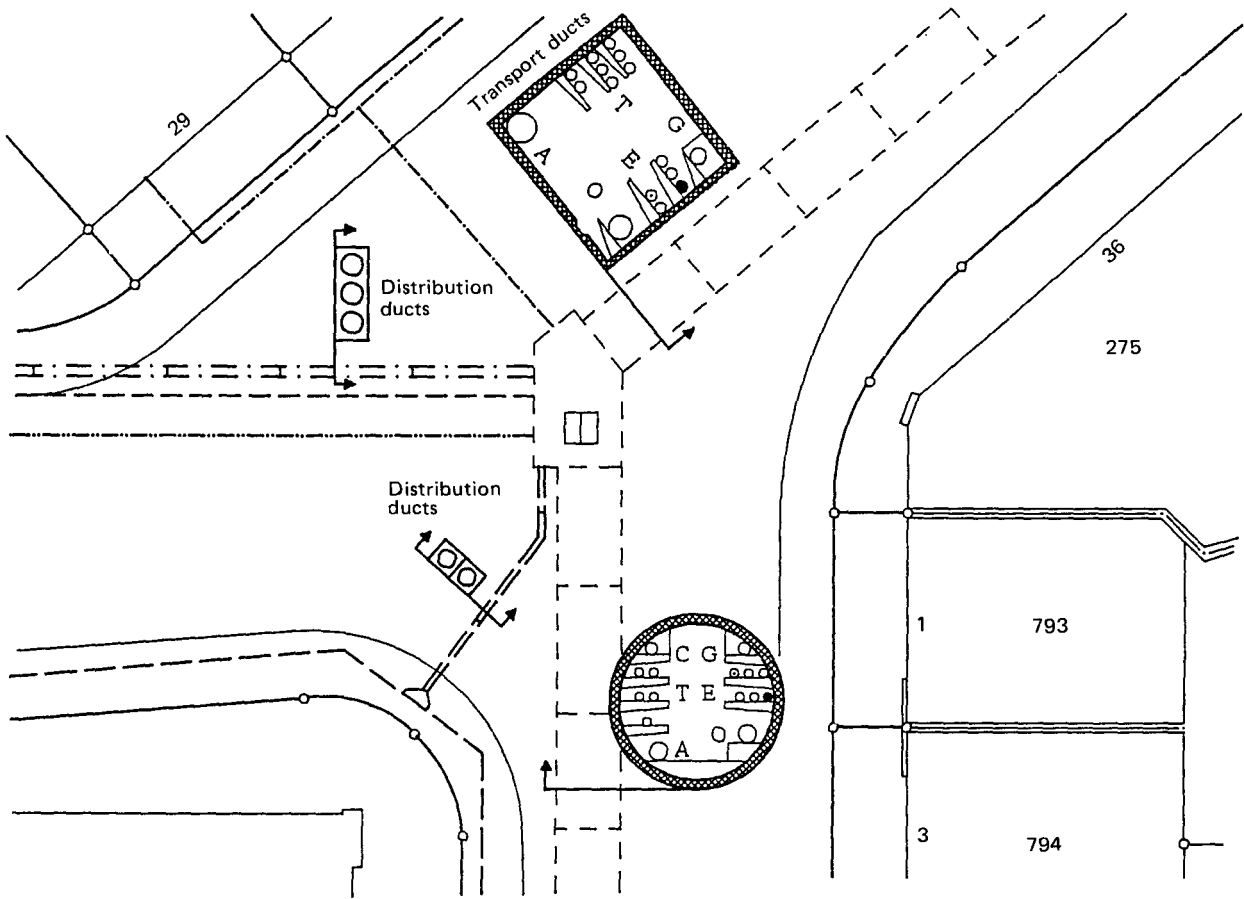 Transport ducts
29
T
G
A
E
36
Distribution
ducts
275
Distribution
ducts
C G
T E
A
1
793
3
794